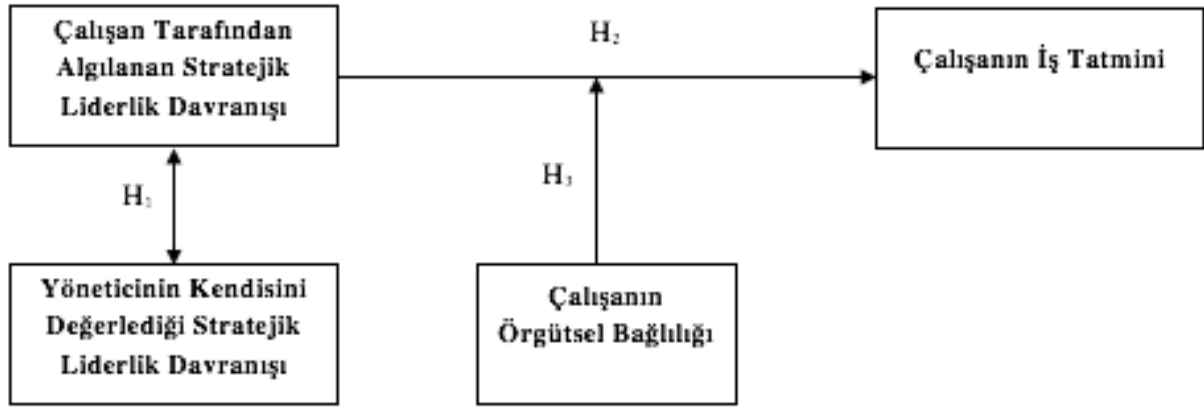 Çalışan Tarafından
Algılanan Stratejik
Liderlik Davranışı
H₂
Çalışanın İş Tatmini
H₁
H₃
Yöneticinin Kendisini
Değerlediği Stratejik
Liderlik Davranışı
Çalışanın
Örgütsel Bağlılığı